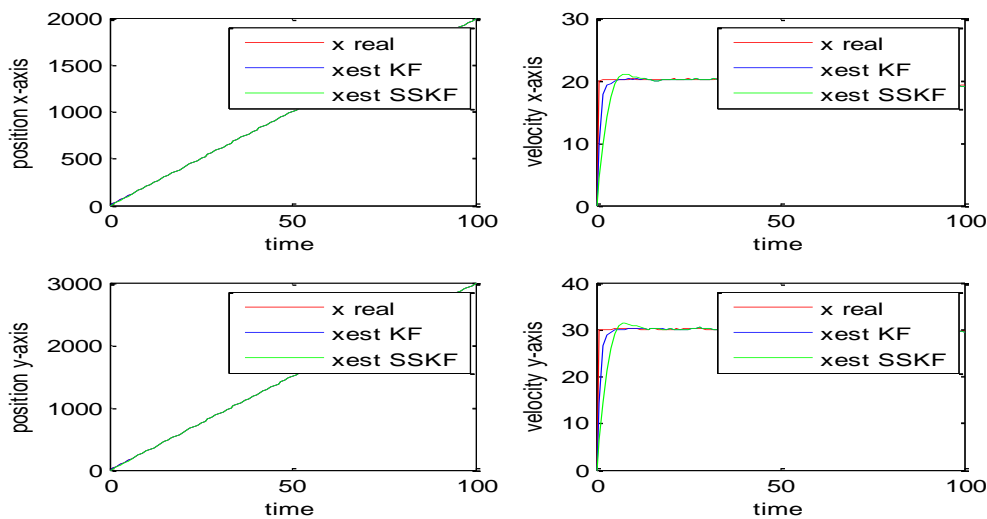 position x-axis
2000
1500
1000
500
0
x real
xest KF
xest SSKF
0
50
100
time
velocity x-axis
30
20
10
0
x real
xest KF
xest SSKF
0
50
100
time
position y-axis
3000
2000
1000
0
x real
xest KF
xest SSKF
0
50
100
time
velocity y-axis
40
30
20
10
0
x real
xest KF
xest SSKF
0
50
100
time